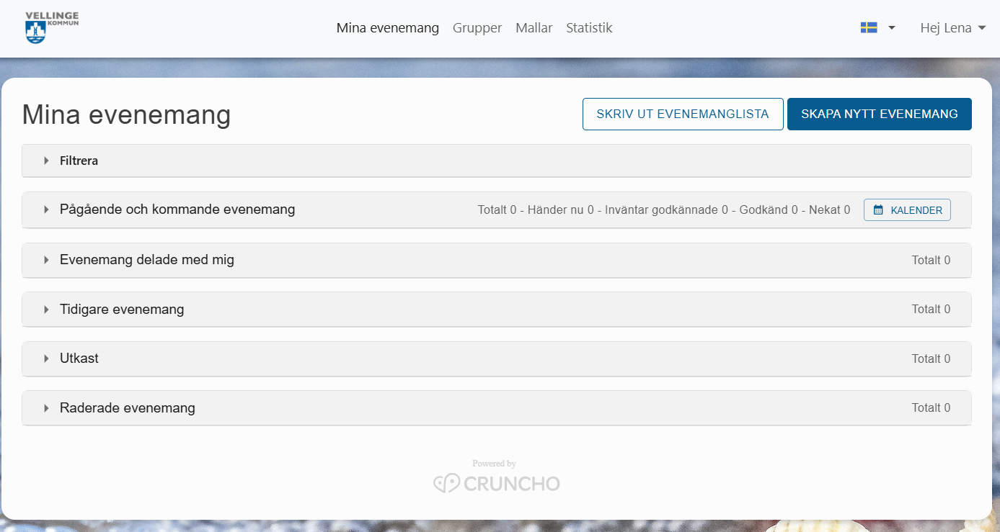 VELLINGE
KOMMUN
Mina evenemang Grupper Mallar Statistik
Hej Lena
Mina evenemang
SKRIV UT EVENEMANGLISTA
SKAPA NYTT EVENEMANG
Filtrera
Pågående och kommande evenemang Totalt 0 - Händer nu 0 - Inväntar godkännade 0 - Godkänd 0 - Nekat 0 KALENDER
Evenemang delade med mig Totalt 0
Tidigare evenemang Totalt 0
Utkast Totalt 0
Raderade evenemang Totalt 0
Powered by
CRUNCHO